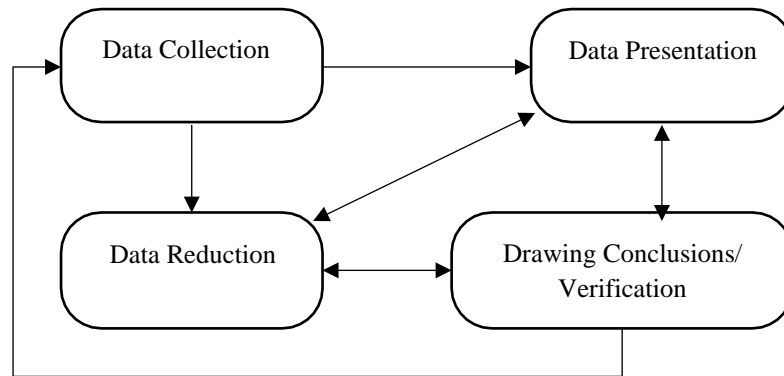 Data Collection
Data Presentation
Data Reduction
Drawing Conclusions/
Verification